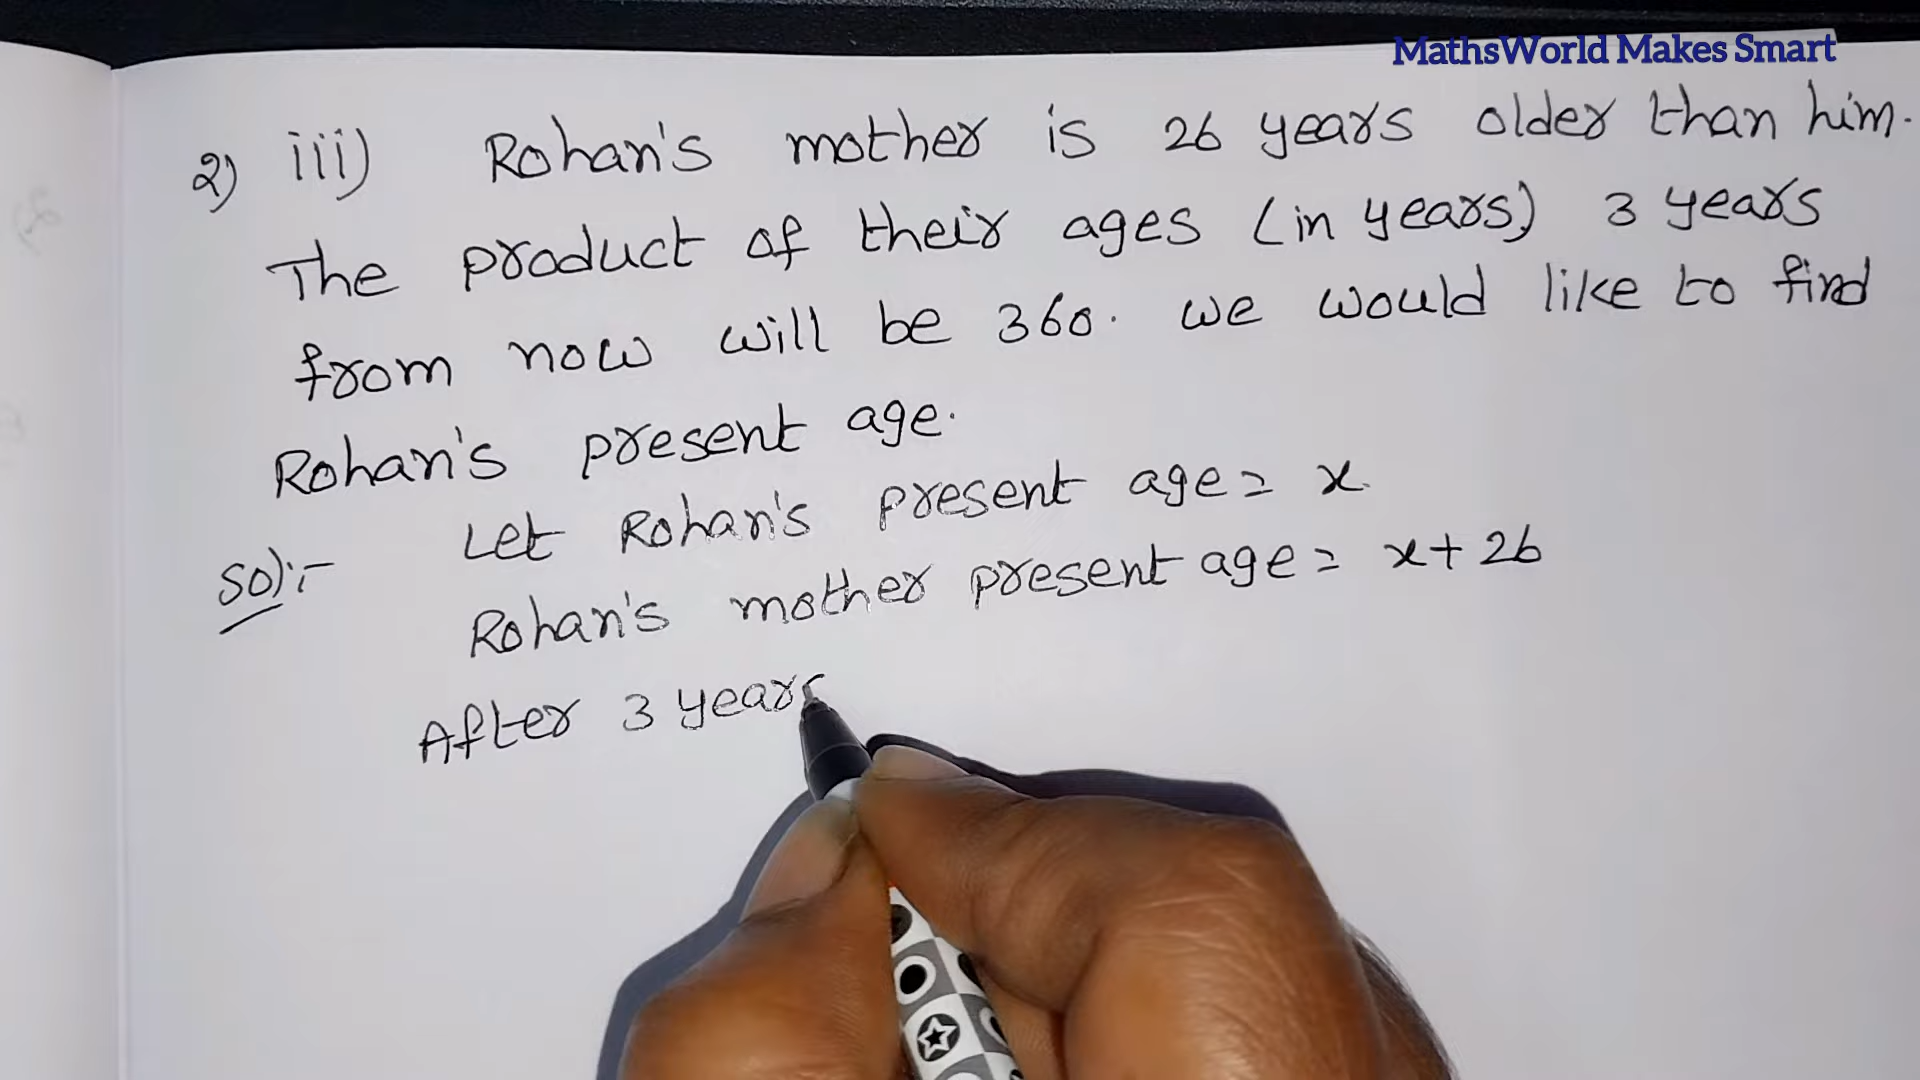 MathsWorld Makes Smart
2) iii) Rohan's mother is 26 years older than him.
The product of their ages (in years) 3 years
from now will be 360. we would like to find
Rohan's present age.
Sol:- Let Rohan's present age = x.
Rohan's mother present age = x + 26
After 3 years